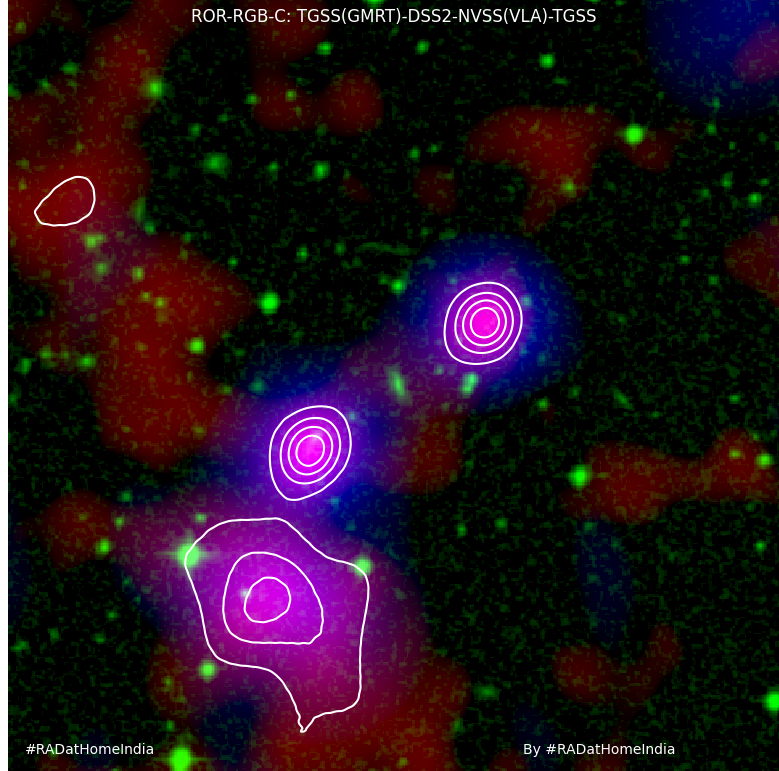 ROR-RGB-C: TGSS(GMRT)-DSS2-NVSS(VLA)-TGSS
#RADatHomeIndia
By #RADatHomeIndia